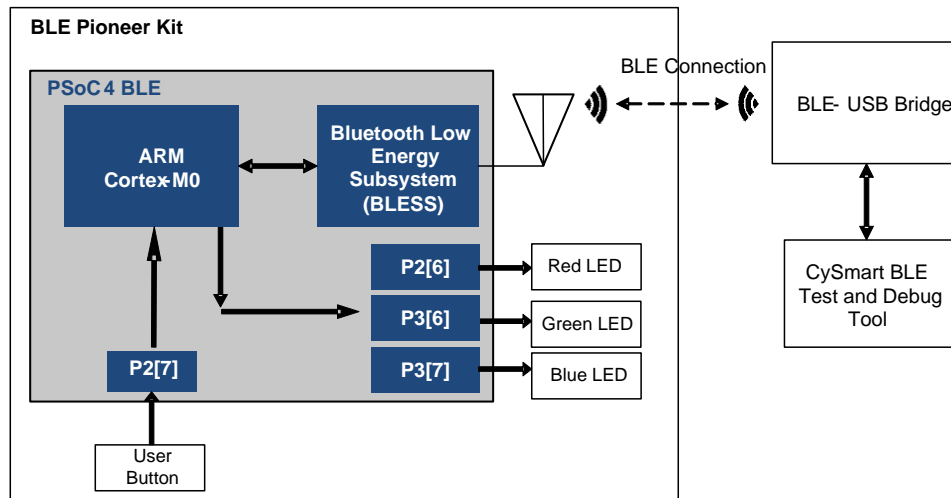 BLE Pioneer Kit
PSoC 4 BLE
ARM
Cortex-M0
Bluetooth Low
Energy
Subsystem
(BLESS)
BLE Connection
BLE- USB Bridge
P2[6]
Red LED
P3[6]
Green LED
P3[7]
Blue LED
P2[7]
User
Button
CySmart BLE
Test and Debug
Tool